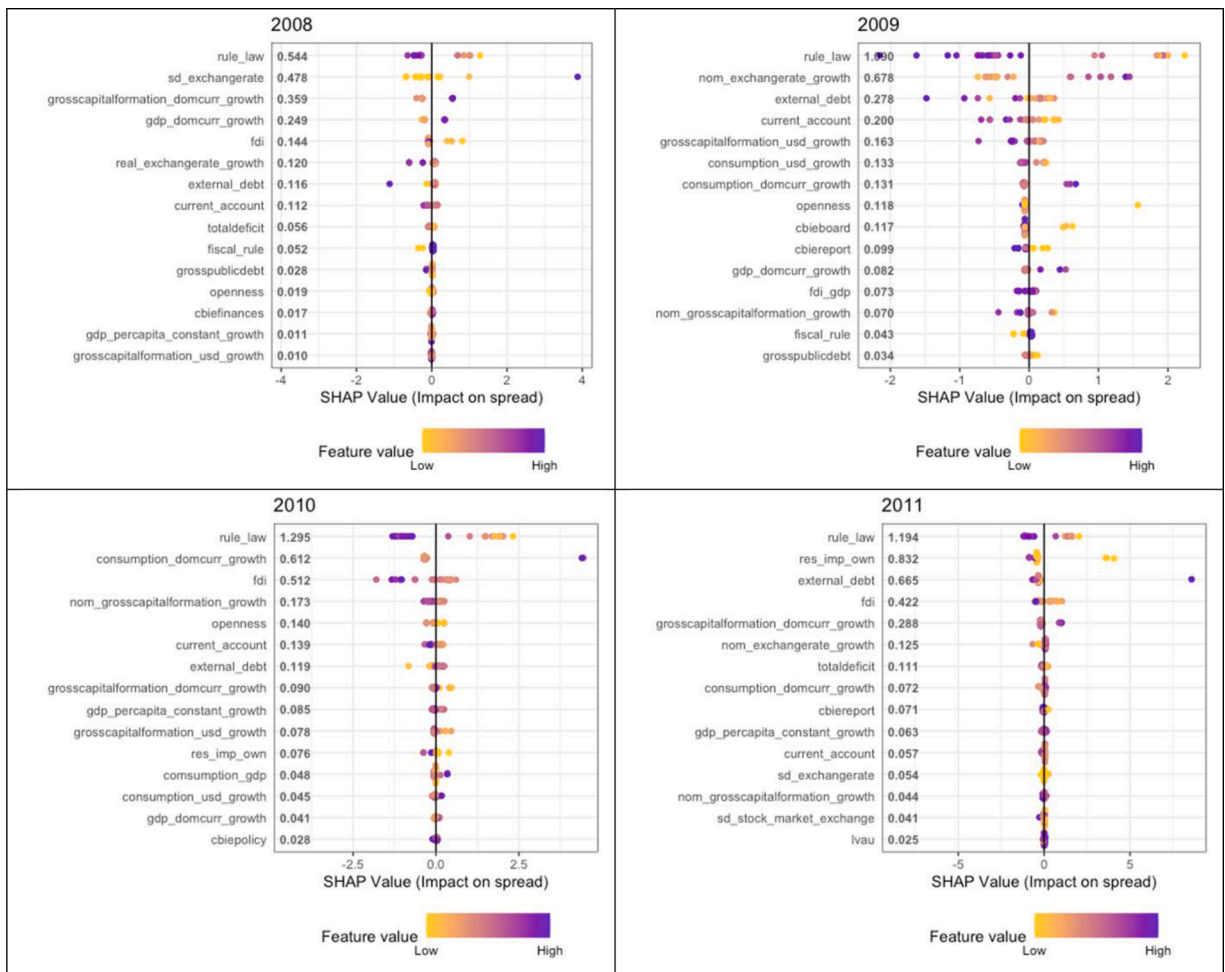 2008
rule_law 0.544
sd_exchangerate 0.478
grosscapitalformation_domcurr_growth 0.359
gdp_domcurr_growth 0.249
fdi 0.144
real_exchangerate_growth 0.120
external_debt 0.116
current_account 0.112
totaldeficit 0.056
fiscal_rule 0.052
grosspublicdebt 0.028
openness 0.019
cbiefinances 0.017
gdp_percapita_constant_growth 0.011
grosscapitalformation_usd_growth 0.010
-4 -2 0 2 4
SHAP Value (Impact on spread)
Feature value
Low High
2009
rule_law 1.090
nom_exchangerate_growth 0.678
external_debt 0.278
current_account 0.200
grosscapitalformation_usd_growth 0.163
consumption_usd_growth 0.133
consumption_domcurr_growth 0.131
openness 0.118
cbieboard 0.117
cbiereport 0.099
gdp_domcurr_growth 0.082
fdi_gdp 0.073
nom_grosscapitalformation_growth 0.070
fiscal_rule 0.043
grosspublicdebt 0.034
-2 -1 0 1 2
SHAP Value (Impact on spread)
Feature value
Low High
2010
rule_law 1.295
consumption_domcurr_growth 0.612
fdi 0.512
nom_grosscapitalformation_growth 0.173
openness 0.140
current_account 0.139
external_debt 0.119
grosscapitalformation_domcurr_growth 0.090
gdp_percapita_constant_growth 0.085
grosscapitalformation_usd_growth 0.078
res_imp_own 0.076
comsumption_gdp 0.048
consumption_usd_growth 0.045
gdp_domcurr_growth 0.041
cbiepolicy 0.028
-2.5 0.0 2.5
SHAP Value (Impact on spread)
Feature value
Low High
2011
rule_law 1.194
res_imp_own 0.832
external_debt 0.665
fdi 0.422
grosscapitalformation_domcurr_growth 0.288
nom_exchangerate_growth 0.125
totaldeficit 0.111
consumption_domcurr_growth 0.072
cbiereport 0.071
gdp_percapita_constant_growth 0.063
current_account 0.057
sd_exchangerate 0.054
nom_grosscapitalformation_growth 0.044
sd_stock_market_exchange 0.041
lvau 0.025
-5 0 5
SHAP Value (Impact on spread)
Feature value
Low High